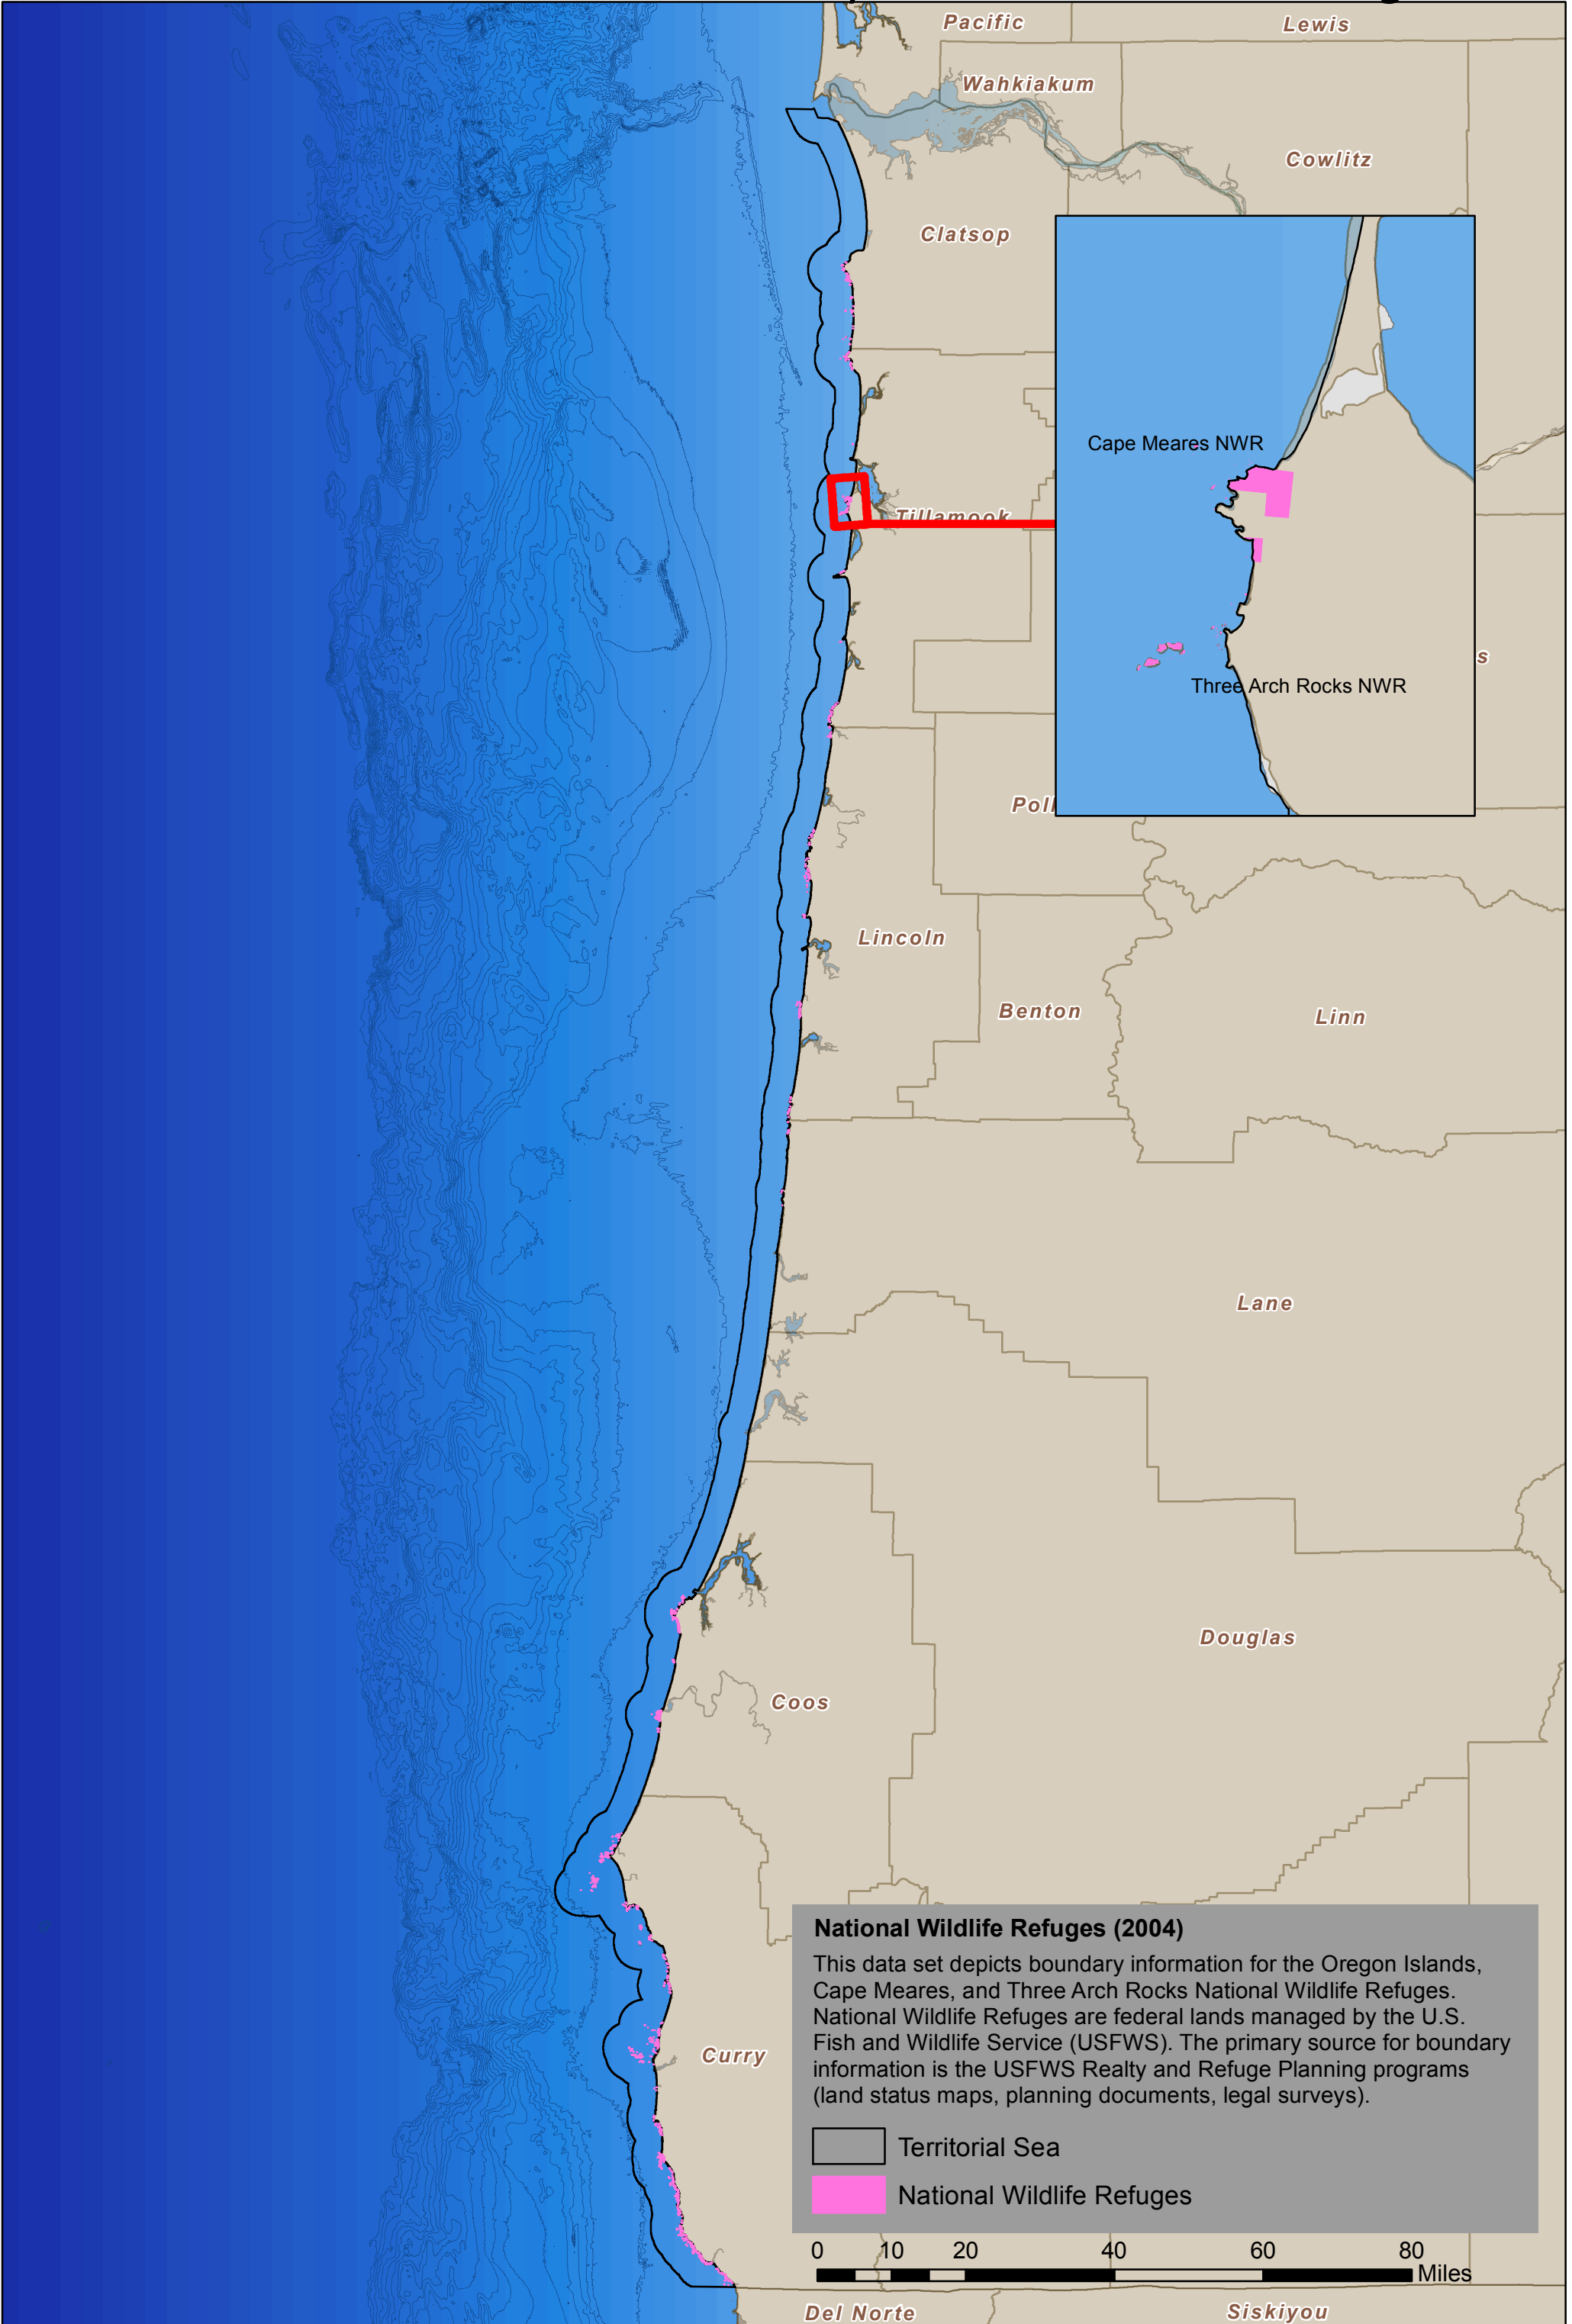 Pacific
Lewis
Wahkiakum
Cowlitz
Clatsop
Cape Meares NWR
Tillamook
s
Three Arch Rocks NWR
Lincoln
Benton
Linn
Lane
Douglas
Coos
National Wildlife Refuges (2004)
This data set depicts boundary information for the Oregon Islands,
Cape Meares, and Three Arch Rocks National Wildlife Refuges.
National Wildlife Refuges are federal lands managed by the U.S.
Fish and Wildlife Service (USFWS). The primary source for boundary
information is the USFWS Realty and Refuge Planning programs
(land status maps, planning documents, legal surveys).
Curry
Territorial Sea
National Wildlife Refuges
0 10 20 40 60 80
Miles
Del Norte
Siskiyou